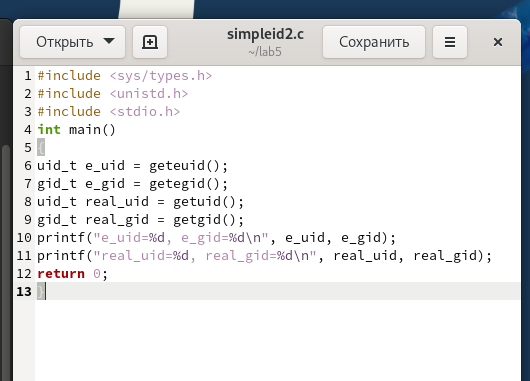 Открыть
simpleid2.c
~/lab5
Сохранить
1 #include <sys/types.h>
2 #include <unistd.h>
3 #include <stdio.h>
4 int main()
5 {
6 uid_t e_uid = geteuid();
7 gid_t e_gid = getegid();
8 uid_t real_uid = getuid();
9 gid_t real_gid = getgid();
10 printf("e_uid=%d, e_gid=%d\n", e_uid, e_gid);
11 printf("real_uid=%d, real_gid=%d\n", real_uid, real_gid);
12 return 0;
13 }